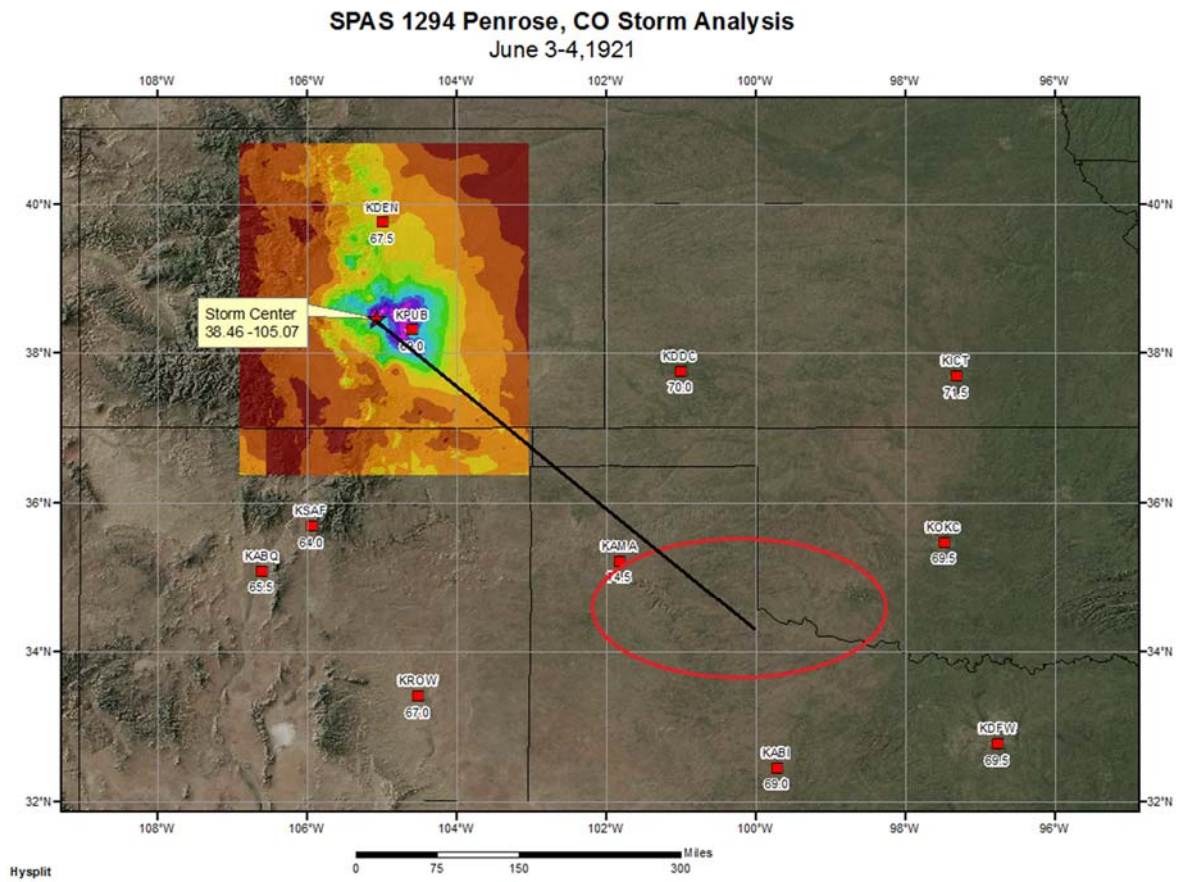 SPAS 1294 Penrose, CO Storm Analysis
June 3-4,1921
108°W 106°W 104°W 102°W 100°W 98°W 96°W
40°N 40°N
KDEN
67.5
Storm Center
38.46 -105.07
KPUB
38°N 38°N
KDDC
70.0
KICT
71.5
36°N 36°N
KSAF
64.0
KABQ
65.5
KAMA
74.5
KOKC
69.5
34°N 34°N
KROW
67.0
KABI
69.0
KDFW
69.5
32°N 32°N
108°W 106°W 104°W 102°W 100°W 98°W 96°W
Miles
0 75 150 300
Hysplit